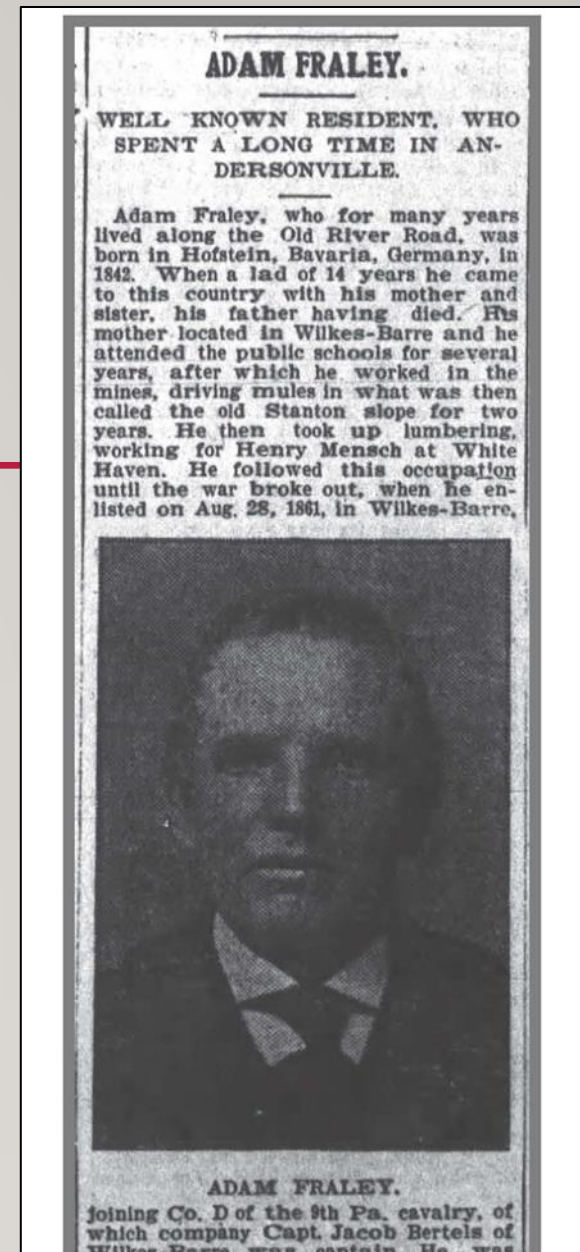 ADAM FRALEY.
WELL KNOWN RESIDENT, WHO
SPENT A LONG TIME IN AN-
DERSONVILLE.
Adam Fraley, who for many years
lived along the Old River Road, was
born in Hofstein, Bavaria, Germany, in
1842. When a lad of 14 years he came
to this country with his mother and
sister, his father having died. His
mother located in Wilkes-Barre and he
attended the public schools for several
years, after which he worked in the
mines, driving mules in what was then
called the old Stanton slope for two
years. He then took up lumbering,
working for Henry Mensch at White
Haven. He followed this occupation
until the war broke out, when he en-
listed on Aug. 28, 1861, in Wilkes-Barre,
ADAM FRALEY.
joining Co. D of the 9th Pa. cavalry, of
which company Capt. Jacob Bertels of
Wilkes-Barre was captain. He